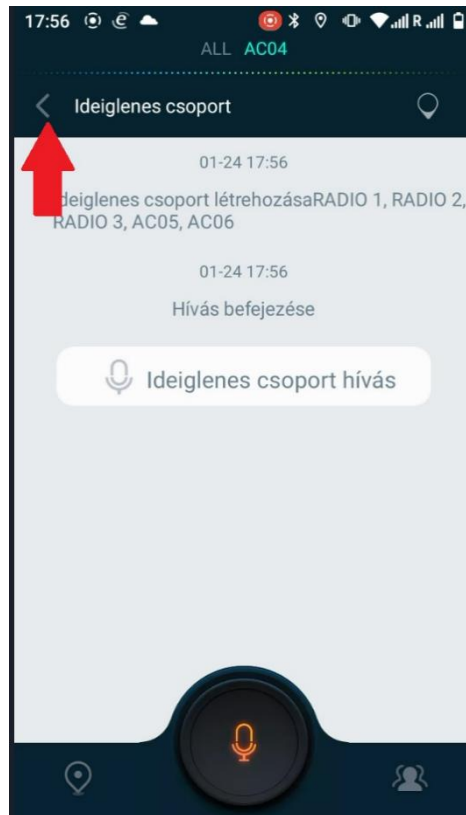 17:56
R
ALL AC04
Ideiglenes csoport
01-24 17:56
deiglenes csoport létrehozásaRADIO 1, RADIO 2,
RADIO 3, AC05, AC06
01-24 17:56
Hívás befejezése
Ideiglenes csoport hívás